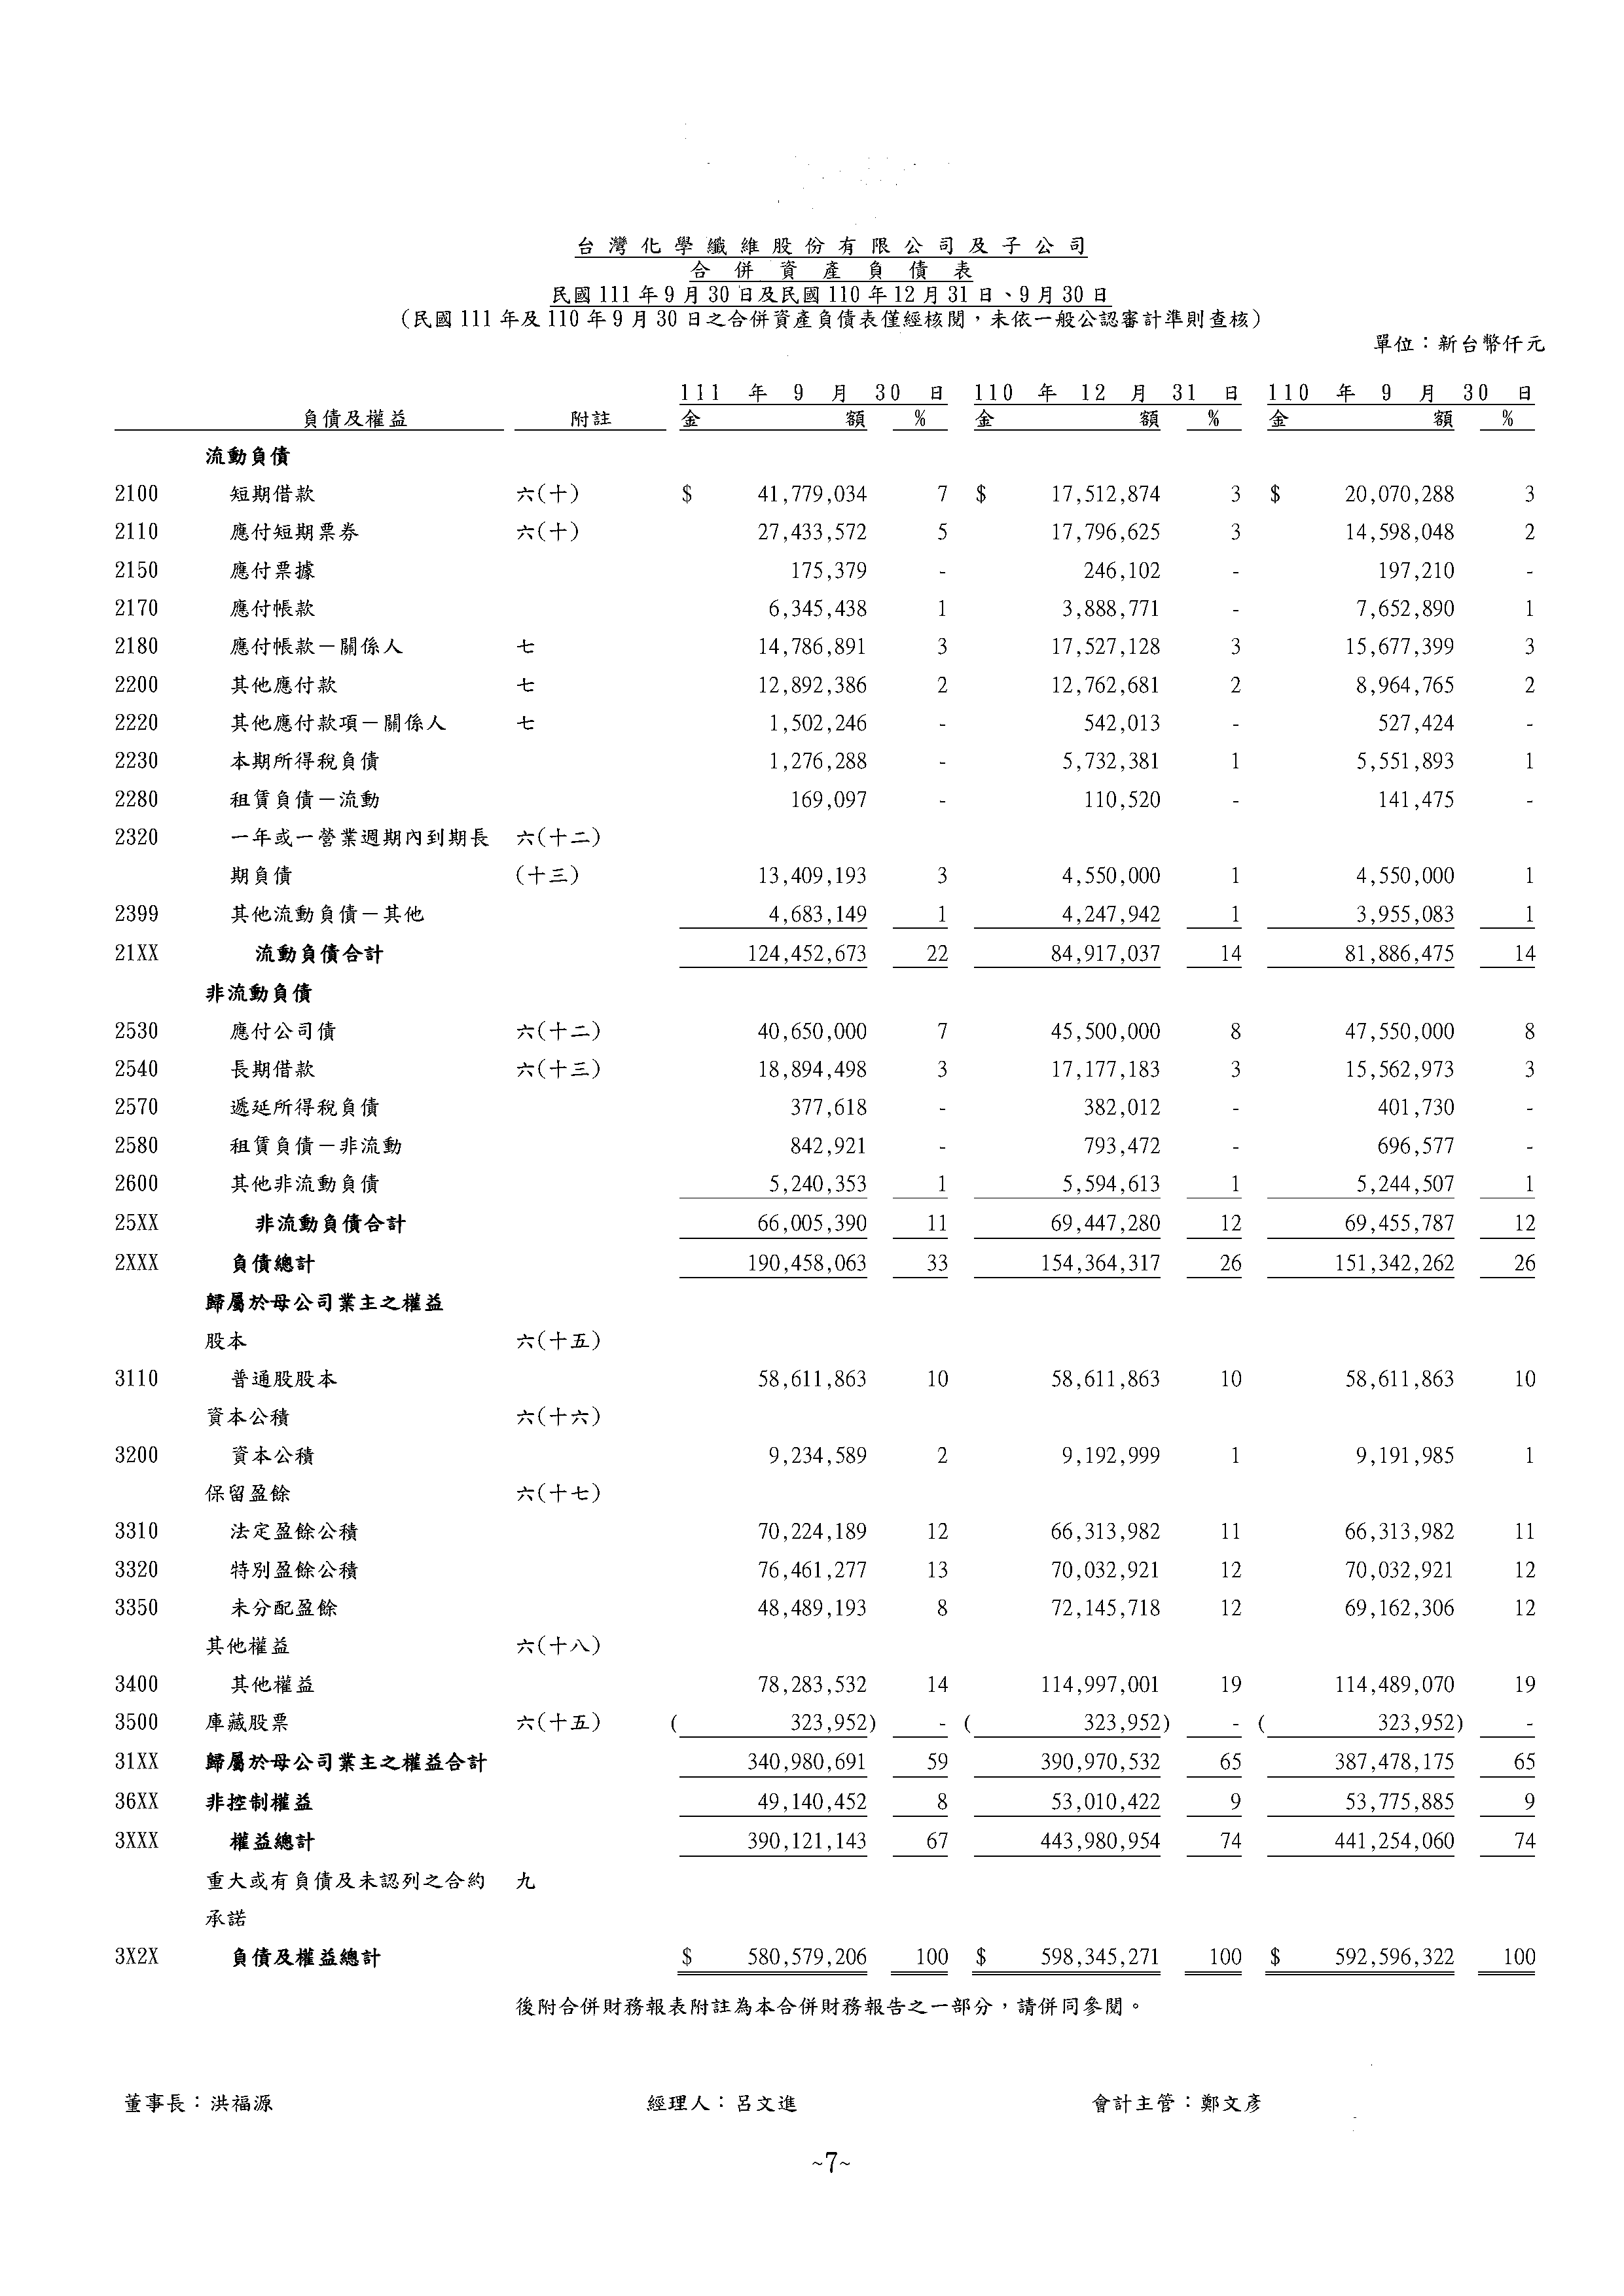 台灣化學纖維股份有限公司及子公司
合併資產負債表
民國111年9月30日及民國110年12月31日、9月30日
(民國111年及110年9月30日之合併資產負債表僅經核閱，未依一般公認審計準則查核)
單位：新台幣仟元
111 年 9 月 30 日 110 年 12 月 31 日 110 年 9 月 30 日
負債及權益 附註 金 額 % 金 額 % 金 額 %
流動負債
2100 短期借款 六(十) $ 41,779,034 7 $ 17,512,874 3 $ 20,070,288 3
2110 應付短期票券 六(十) 27,433,572 5 17,796,625 3 14,598,048 2
2150 應付票據 175,379 - 246,102 - 197,210 -
2170 應付帳款 6,345,438 1 3,888,771 - 7,652,890 1
2180 應付帳款－關係人 七 14,786,891 3 17,527,128 3 15,677,399 3
2200 其他應付款 七 12,892,386 2 12,762,681 2 8,964,765 2
2220 其他應付款項－關係人 七 1,502,246 - 542,013 - 527,424 -
2230 本期所得稅負債 1,276,288 - 5,732,381 1 5,551,893 1
2280 租賃負債－流動 169,097 - 110,520 - 141,475 -
2320 一年或一營業週期內到期長 六(十二)
期負債 (十三) 13,409,193 3 4,550,000 1 4,550,000 1
2399 其他流動負債－其他 4,683,149 1 4,247,942 1 3,955,083 1
21XX 流動負債合計 124,452,673 22 84,917,037 14 81,886,475 14
非流動負債
2530 應付公司債 六(十二) 40,650,000 7 45,500,000 8 47,550,000 8
2540 長期借款 六(十三) 18,894,498 3 17,177,183 3 15,562,973 3
2570 遞延所得稅負債 377,618 - 382,012 - 401,730 -
2580 租賃負債－非流動 842,921 - 793,472 - 696,577 -
2600 其他非流動負債 5,240,353 1 5,594,613 1 5,244,507 1
25XX 非流動負債合計 66,005,390 11 69,447,280 12 69,455,787 12
2XXX 負債總計 190,458,063 33 154,364,317 26 151,342,262 26
歸屬於母公司業主之權益
股本 六(十五)
3110 普通股股本 58,611,863 10 58,611,863 10 58,611,863 10
資本公積 六(十六)
3200 資本公積 9,234,589 2 9,192,999 1 9,191,985 1
保留盈餘 六(十七)
3310 法定盈餘公積 70,224,189 12 66,313,982 11 66,313,982 11
3320 特別盈餘公積 76,461,277 13 70,032,921 12 70,032,921 12
3350 未分配盈餘 48,489,193 8 72,145,718 12 69,162,306 12
其他權益 六(十八)
3400 其他權益 78,283,532 14 114,997,001 19 114,489,070 19
3500 庫藏股票 六(十五) ( 323,952) - ( 323,952) - ( 323,952) -
31XX 歸屬於母公司業主之權益合計 340,980,691 59 390,970,532 65 387,478,175 65
36XX 非控制權益 49,140,452 8 53,010,422 9 53,775,885 9
3XXX 權益總計 390,121,143 67 443,980,954 74 441,254,060 74
重大或有負債及未認列之合約 九
承諾
3X2X 負債及權益總計 $ 580,579,206 100 $ 598,345,271 100 $ 592,596,322 100
後附合併財務報表附註為本合併財務報告之一部分，請併同參閱。
董事長：洪福源 經理人：呂文進 會計主管：鄭文彥
~7~